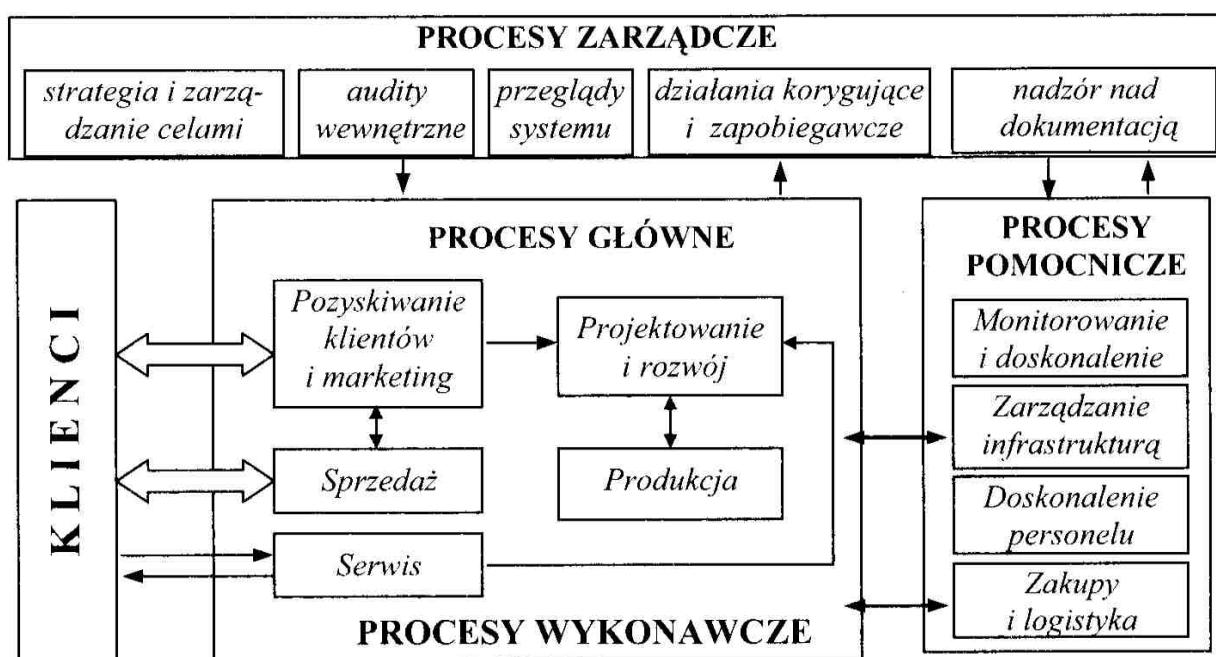 PROCESY ZARZĄDCZE
strategia i zarzą-
dzanie celami
audity
wewnętrzne
przeglądy
systemu
działania korygujące
i zapobiegawcze
nadzór nad
dokumentacją
KLIENCI
PROCESY GŁÓWNE
Pozyskiwanie
klientów
i marketing
Projektowanie
i rozwój
Sprzedaż
Produkcja
Serwis
PROCESY WYKONAWCZE
PROCESY
POMOCNICZE
Monitorowanie
i doskonalenie
Zarządzanie
infrastrukturą
Doskonalenie
personelu
Zakupy
i logistyka